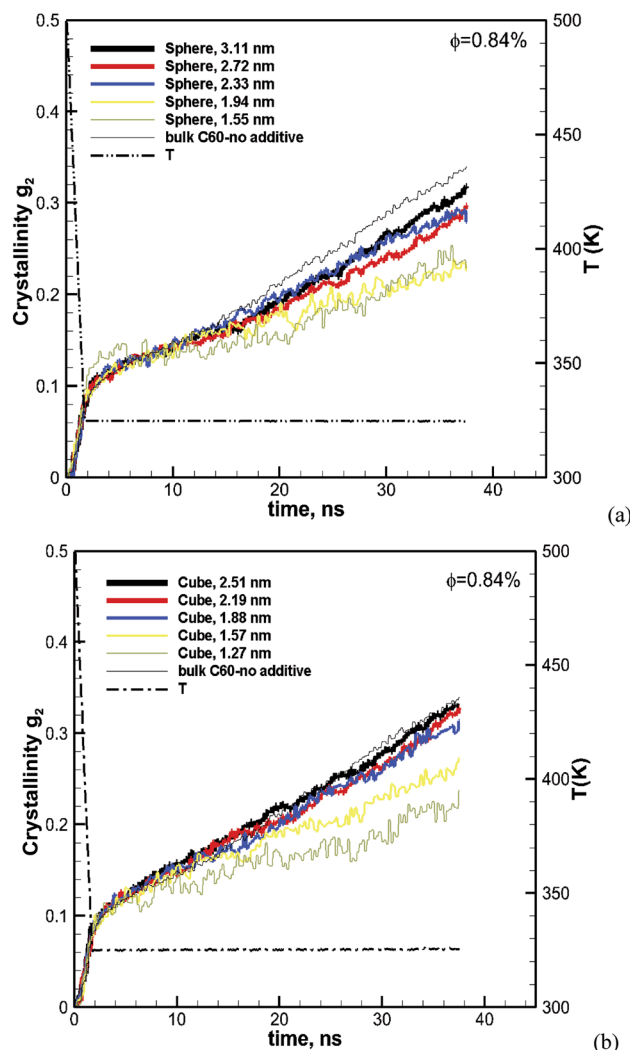 0.5
500
ϕ=0.84%
Sphere, 3.11 nm
Sphere, 2.72 nm
Sphere, 2.33 nm
Sphere, 1.94 nm
Sphere, 1.55 nm
bulk C60-no additive
T
0.4
450
0.3
400
0.2
350
0.1
0
300
0
10
20
30
40
Crystallinity g2
T (K)
time, ns
(a)
0.5
500
ϕ=0.84%
Cube, 2.51 nm
Cube, 2.19 nm
Cube, 1.88 nm
Cube, 1.57 nm
Cube, 1.27 nm
bulk C60-no additive
T
0.4
450
0.3
400
0.2
350
0.1
0
300
0
10
20
30
40
Crystallinity g2
T(K)
time, ns
(b)